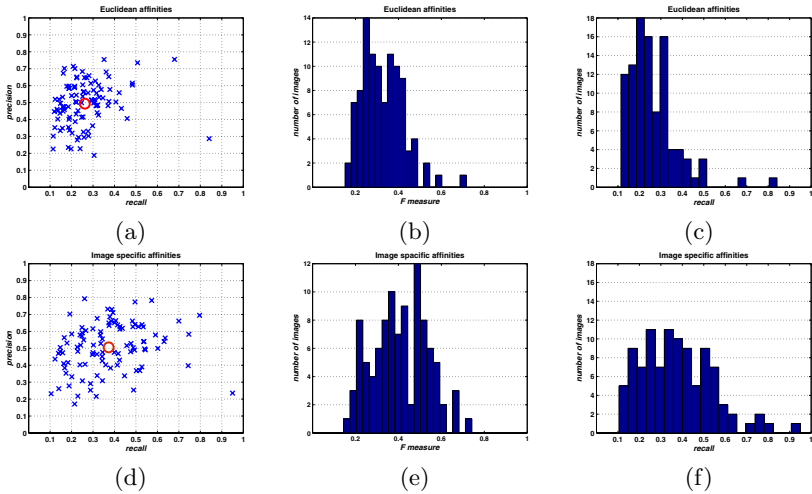 Euclidean affinities
precision
1
0.9
0.8
0.7
0.6
0.5
0.4
0.3
0.2
0.1
0
0.1 0.2 0.3 0.4 0.5 0.6 0.7 0.8 0.9 1
recall
(a)
Euclidean affinities
number of images
14
12
10
8
6
4
2
0
0.2 0.4 0.6 0.8 1
F measure
(b)
Euclidean affinities
number of images
18
16
14
12
10
8
6
4
2
0
0.1 0.2 0.3 0.4 0.5 0.6 0.7 0.8 0.9 1
recall
(c)
Image specific affinities
precision
1
0.9
0.8
0.7
0.6
0.5
0.4
0.3
0.2
0.1
0
0.1 0.2 0.3 0.4 0.5 0.6 0.7 0.8 0.9 1
recall
(d)
Image spacific affinities
number of images
12
10
8
6
4
2
0
0.2 0.4 0.6 0.8 1
F measure
(e)
Image specific affinities
number of images
18
16
14
12
10
8
6
4
2
0
0.1 0.2 0.3 0.4 0.5 0.6 0.7 0.8 0.9 1
recall
(f)